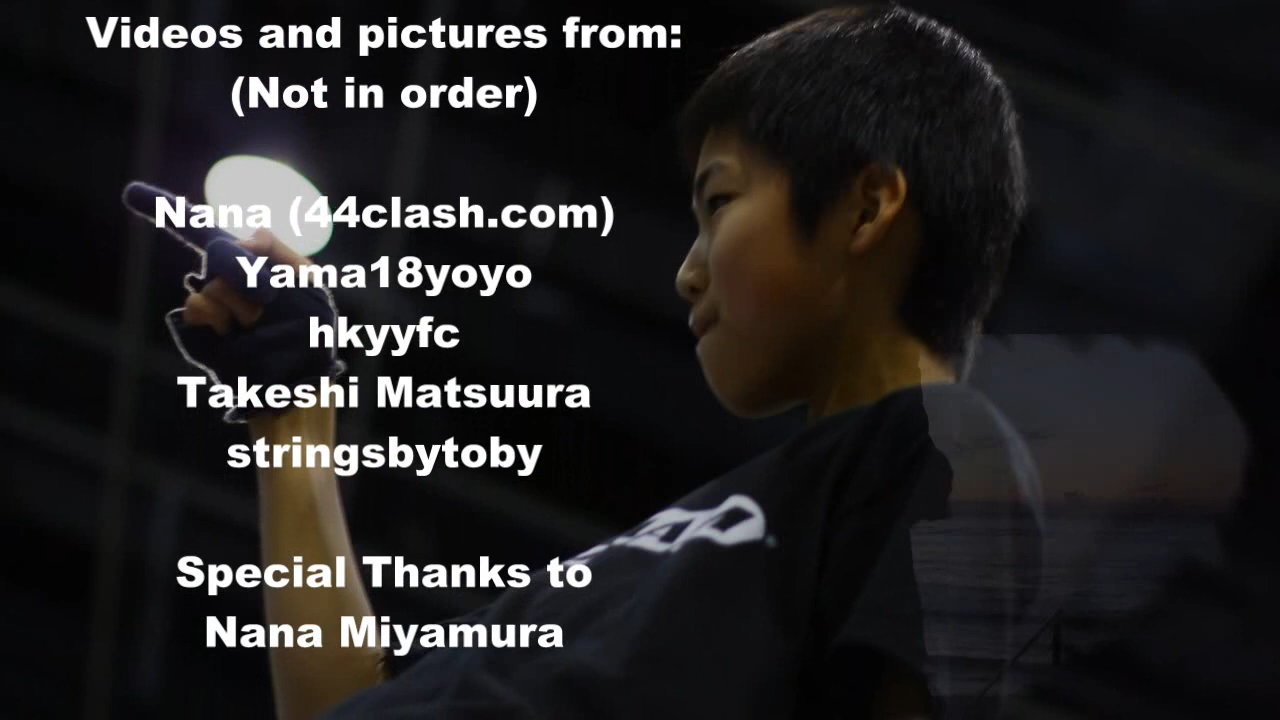 Videos and pictures from:
(Not in order)
Nana (44clash.com)
Yama18yoyo
hkyyfc
Takeshi Matsuura
stringsbytoby
Special Thanks to
Nana Miyamura